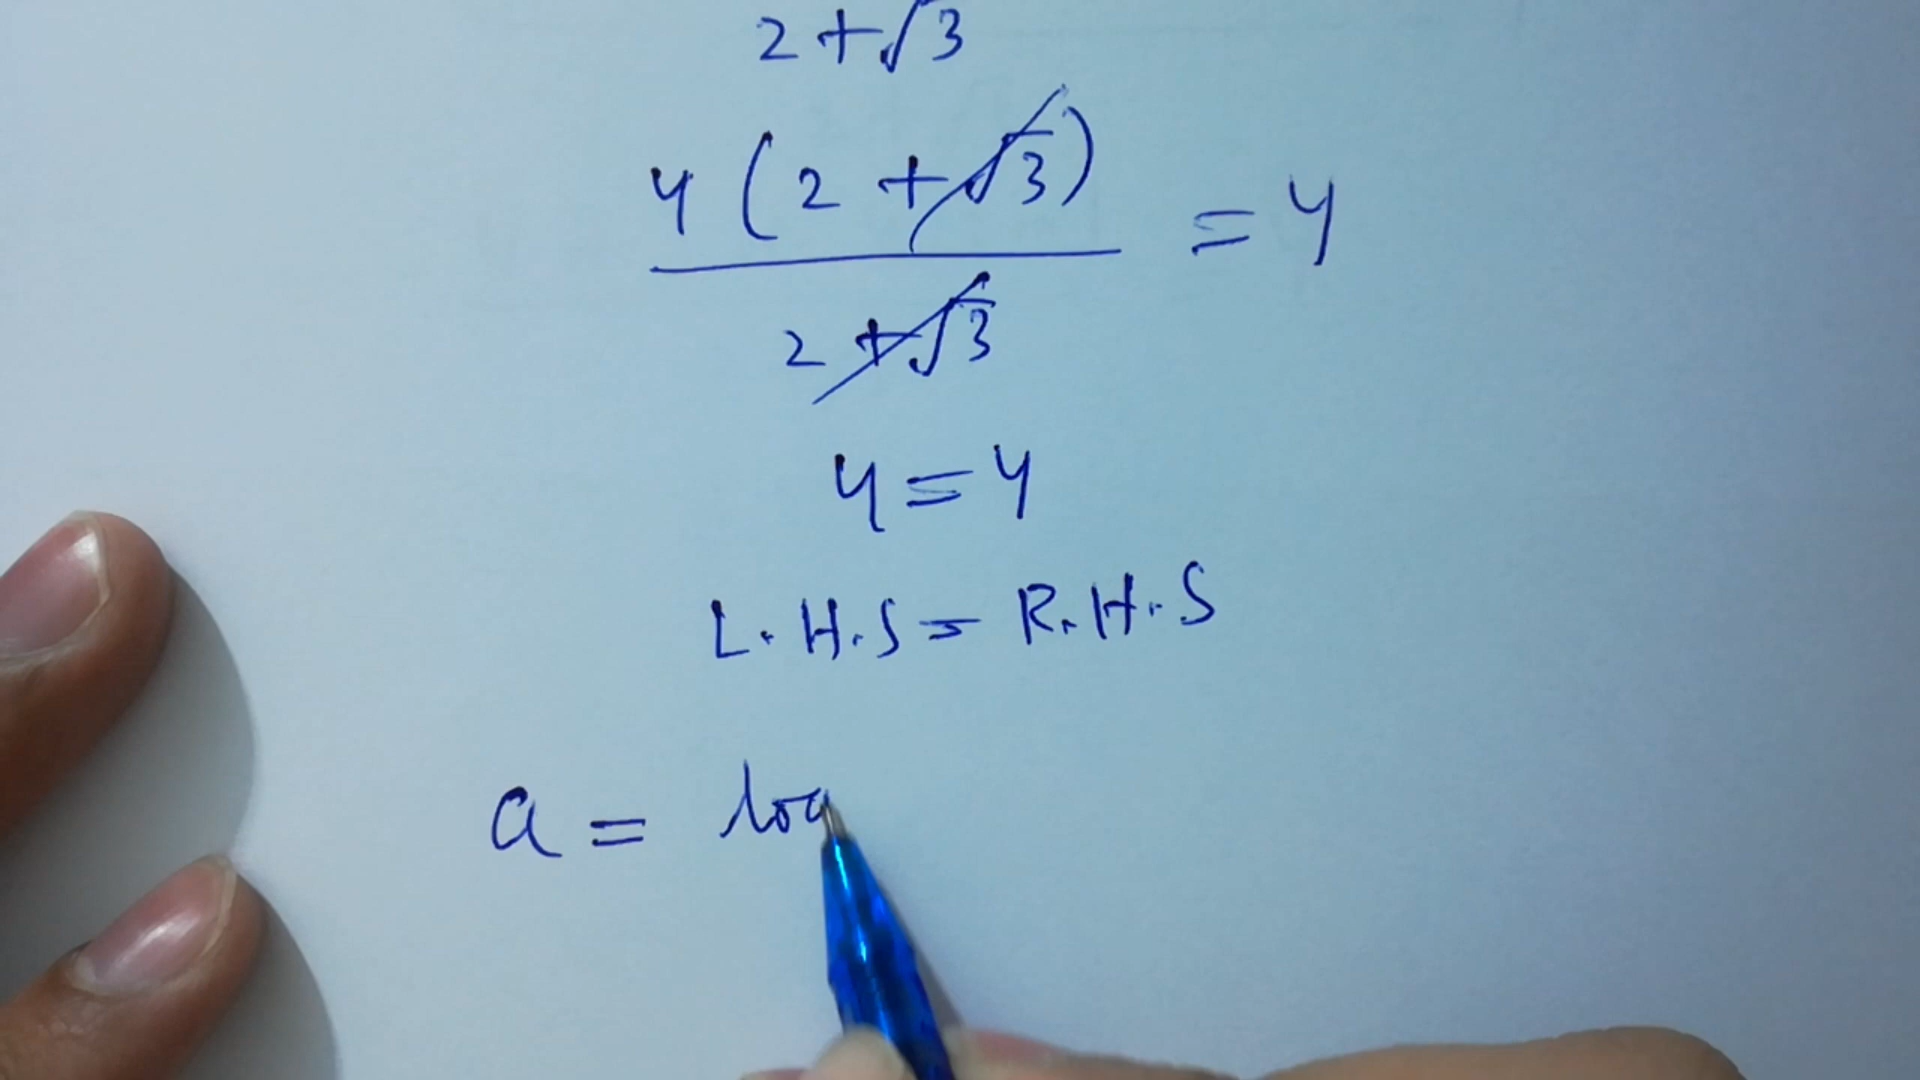 2+√3
4 (2 + √3) = 4
2 + √3
4 = 4
L.H.S = R.H.S
a = log